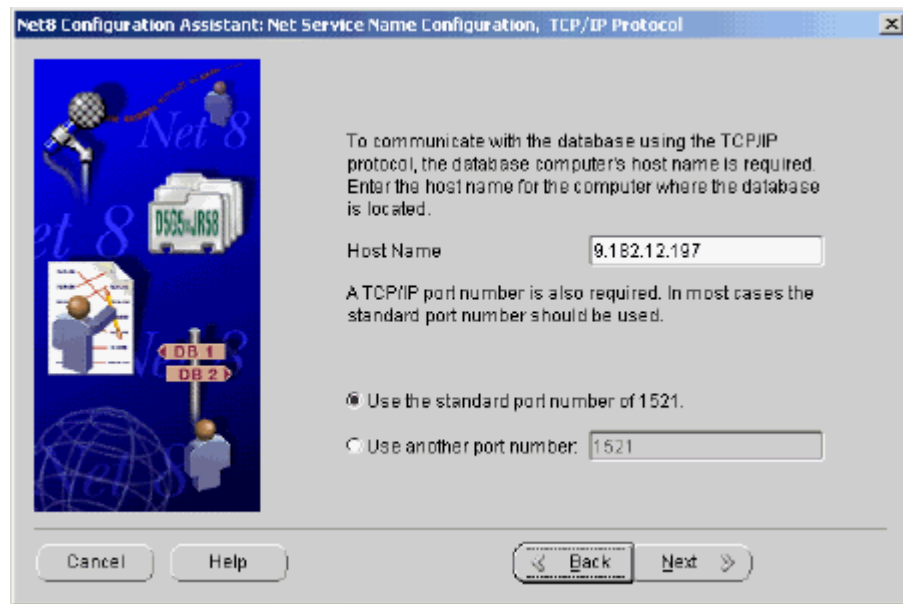 Net8 Configuration Assistant: Net Service Name Configuration, TCP/IP Protocol
Net 8
To communicate with the database using the TCP/IP
protocol, the database computer's host name is required.
Enter the host name for the computer where the database
is located.
Host Name
9.182.12.197
A TCP/IP port number is also required. In most cases the
standard port number should be used.
et 8
DB 1
DB 2
Use the standard port number of 1521.
Use another port number:
1521
Cancel
Help
Back
Next